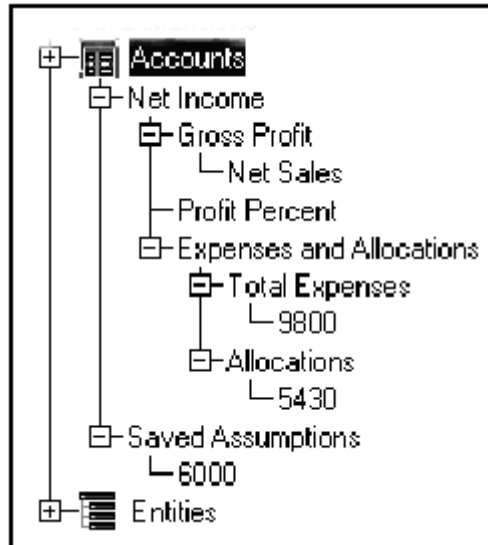 Accounts
Net Income
Gross Profit
Net Sales
Profit Percent
Expenses and Allocations
Total Expenses
9800
Allocations
5430
Saved Assumptions
6000
Entities